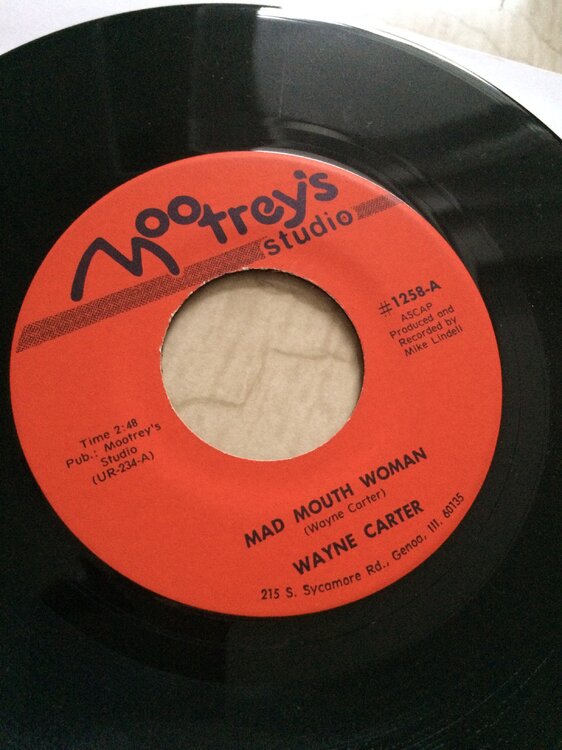 Mootrey's
studio
#1258-A
ASCAP
Produced and
Recorded by
Mike Lindell
Time 2:48
Pub.: Mootrey's
Studio
(UR-234-A)
MAD MOUTH WOMAN
(Wayne Carter)
WAYNE CARTER
215 S. Sycamore Rd., Genoa, Ill. 60135